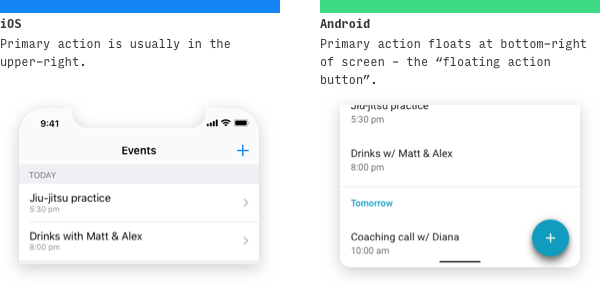 iOS
Primary action is usually in the
upper-right.
9:41
Events
+
TODAY
Jiu-jitsu practice
5:30 pm
Drinks with Matt & Alex
8:00 pm
Android
Primary action floats at bottom-right
of screen – the “floating action
button”.
Jiu-jitsu practice
5:30 pm
Drinks w/ Matt & Alex
8:00 pm
Tomorrow
Coaching call w/ Diana
10:00 am
+